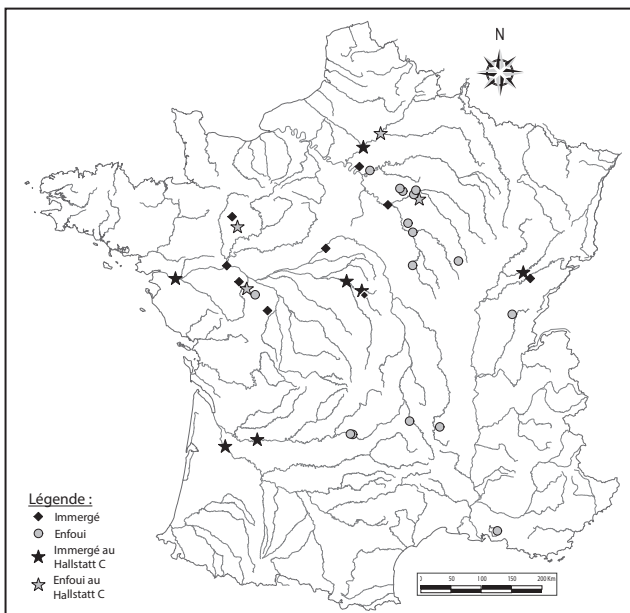 N
Légende :
Immergé
Enfoui
Immergé au
Hallstatt C
Enfoui au
Hallstatt C
0 50 100 150 200 Km